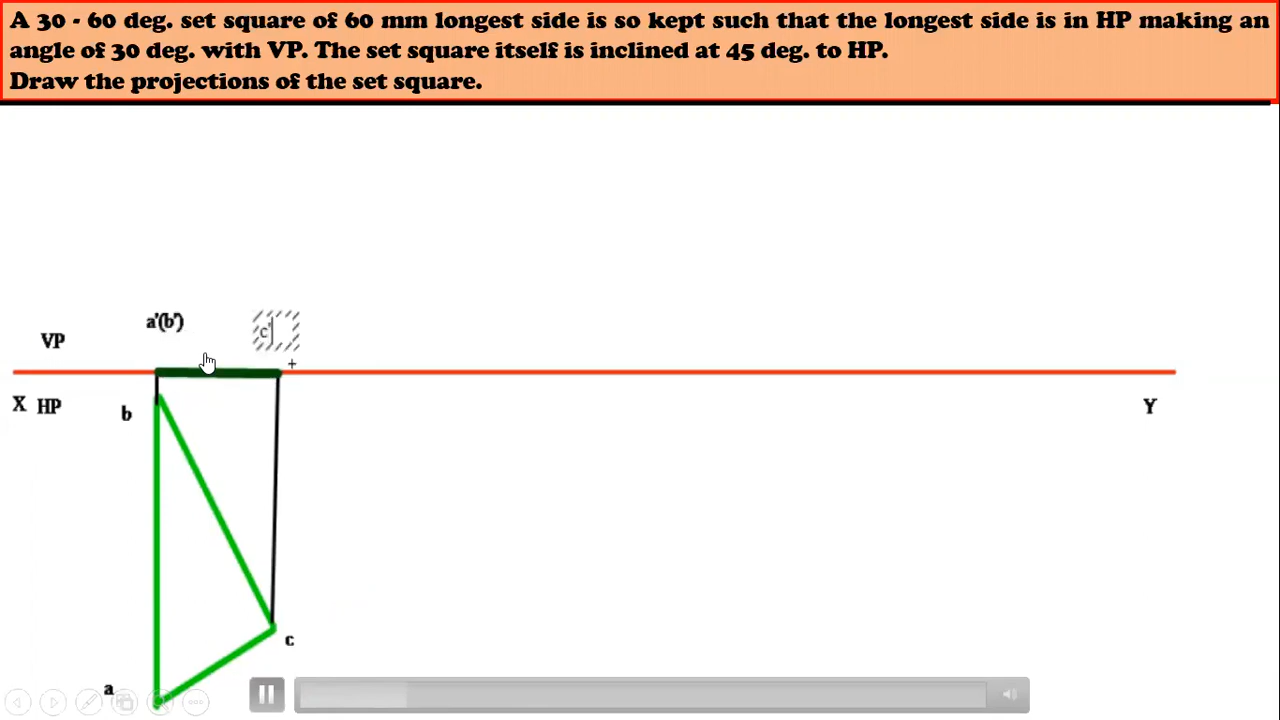 A 30 - 60 deg. set square of 60 mm longest side is so kept such that the longest side is in HP making an
angle of 30 deg. with VP. The set square itself is inclined at 45 deg. to HP.
Draw the projections of the set square.
a'(b')
c'
VP
X HP
b
Y
c
a